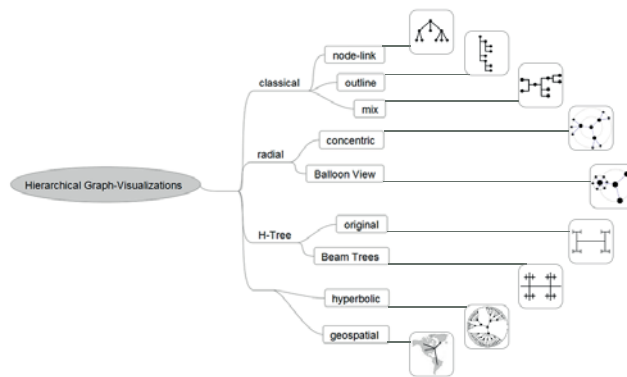 Hierarchical Graph-Visualizations
classical
node-link
outline
mix
radial
concentric
Balloon View
H-Tree
original
Beam Trees
hyperbolic
geospatial